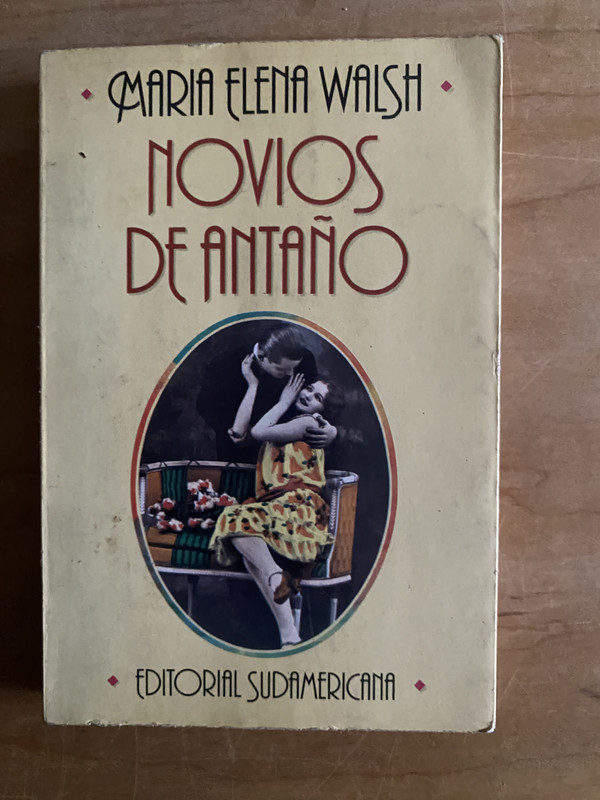 MARIA ELENA WALSH
NOVIOS
DE ANTAÑO
EDITORIAL SUDAMERICANA